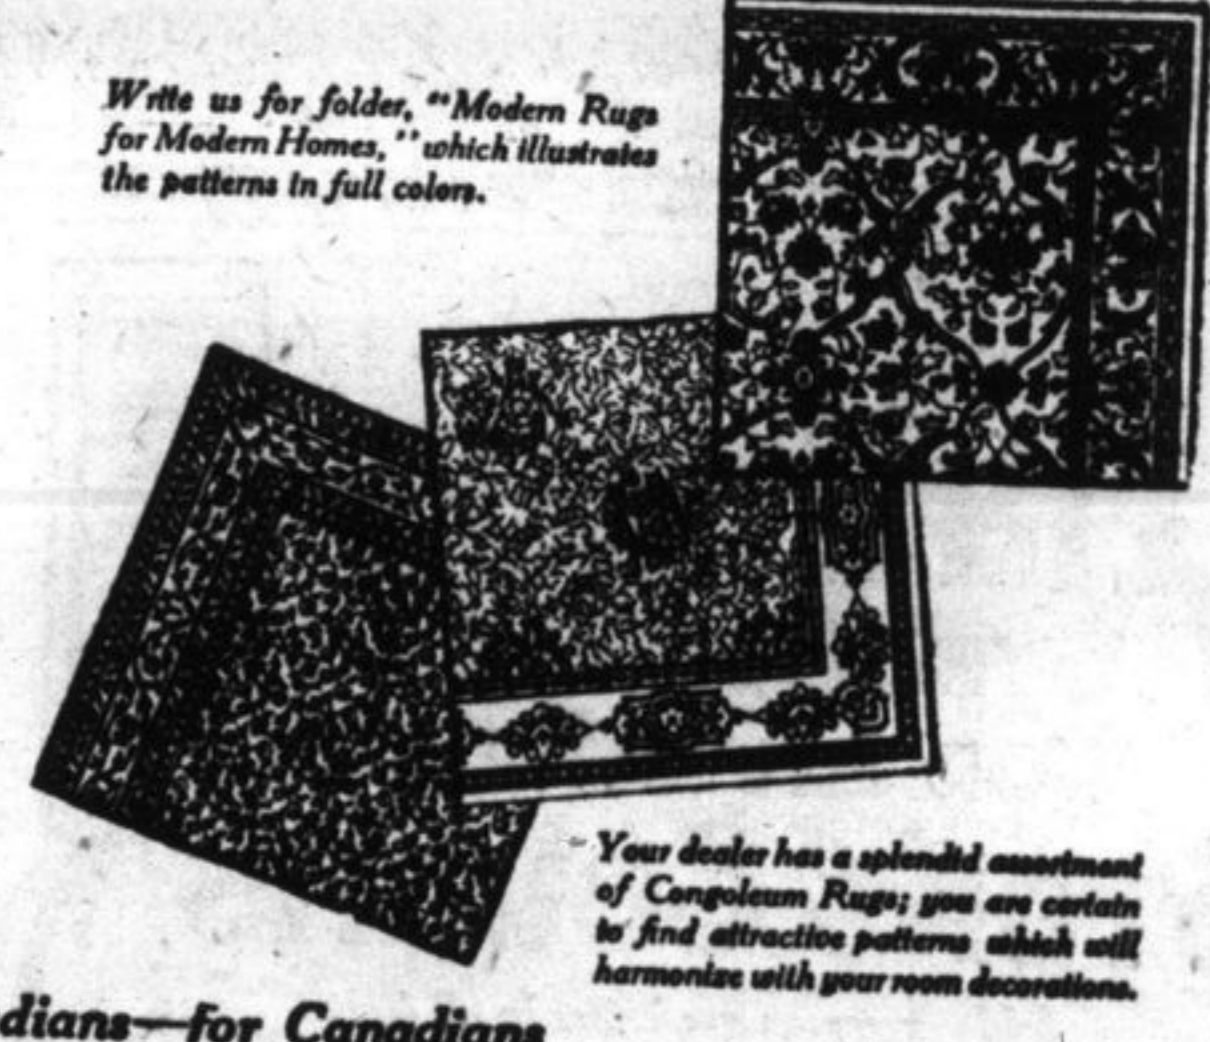 Write us for folder, "Modern Rugs
for Modern Homes," which illustrates
the patterns in full colors.
Your dealer has a splendid assortment
of Congoleum Rugs; you are certain
to find attractive patterns which will
harmonize with your room decorations.
dians—for Canadians